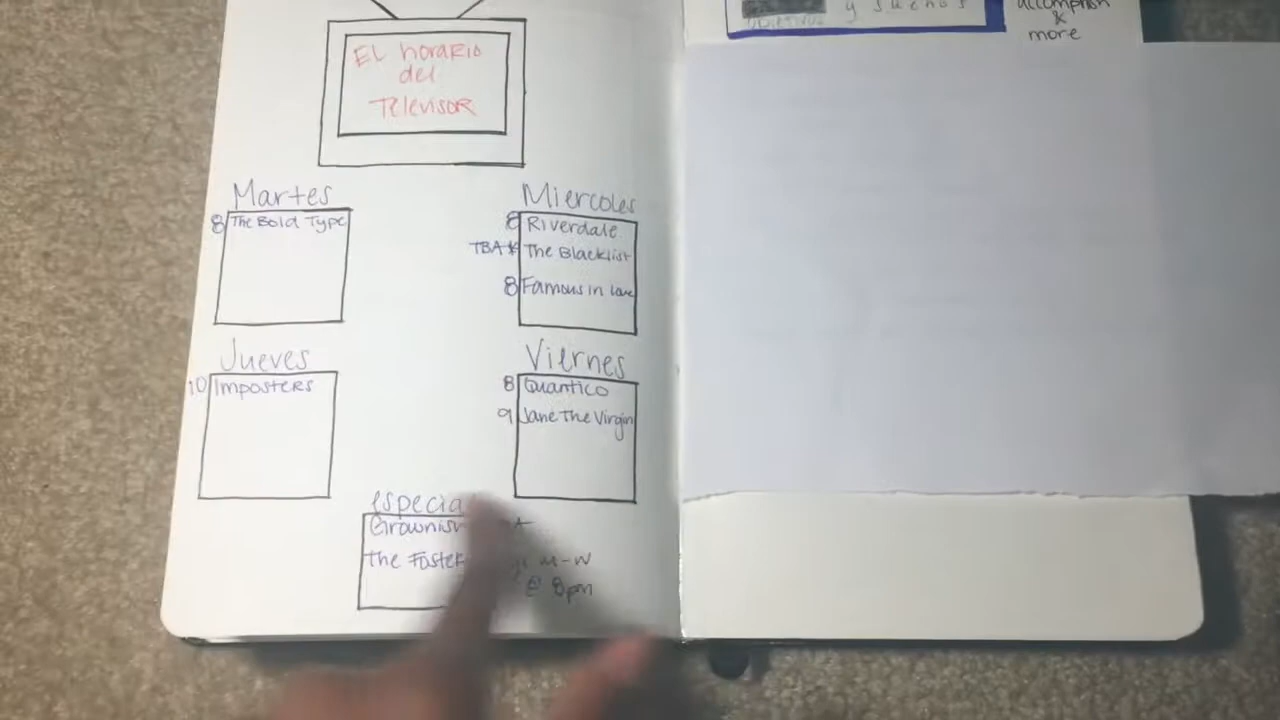 El horario
del
Televisor
Martes
8 The Bold Type
Miercoles
8 Riverdale
TBA* The Blacklist
8 Famous in Love
Jueves
10 Imposters
Viernes
8 Quantico
9 Jane The Virgin
especia
Grownish
The Foster
M-W
@ 8pm
y sueños
accomplish
&
more